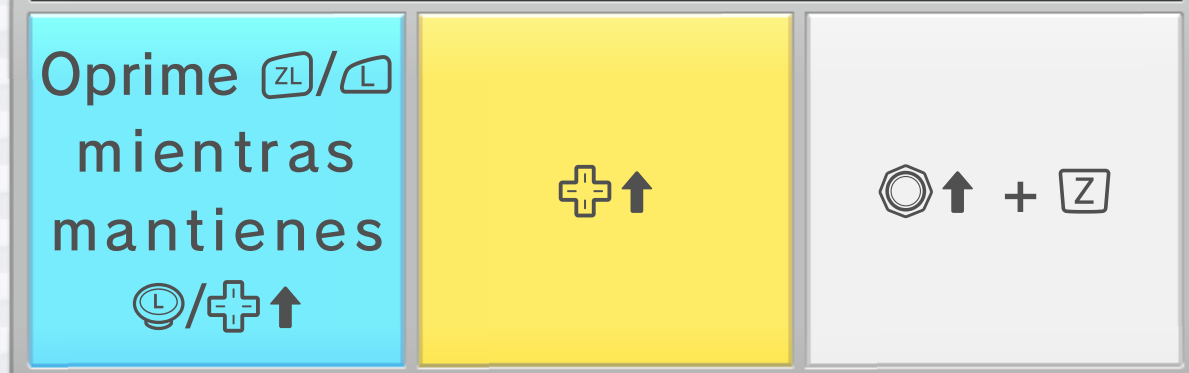 Oprime ZL/L
mientras
mantienes
L/↑
↑
↑ + Z